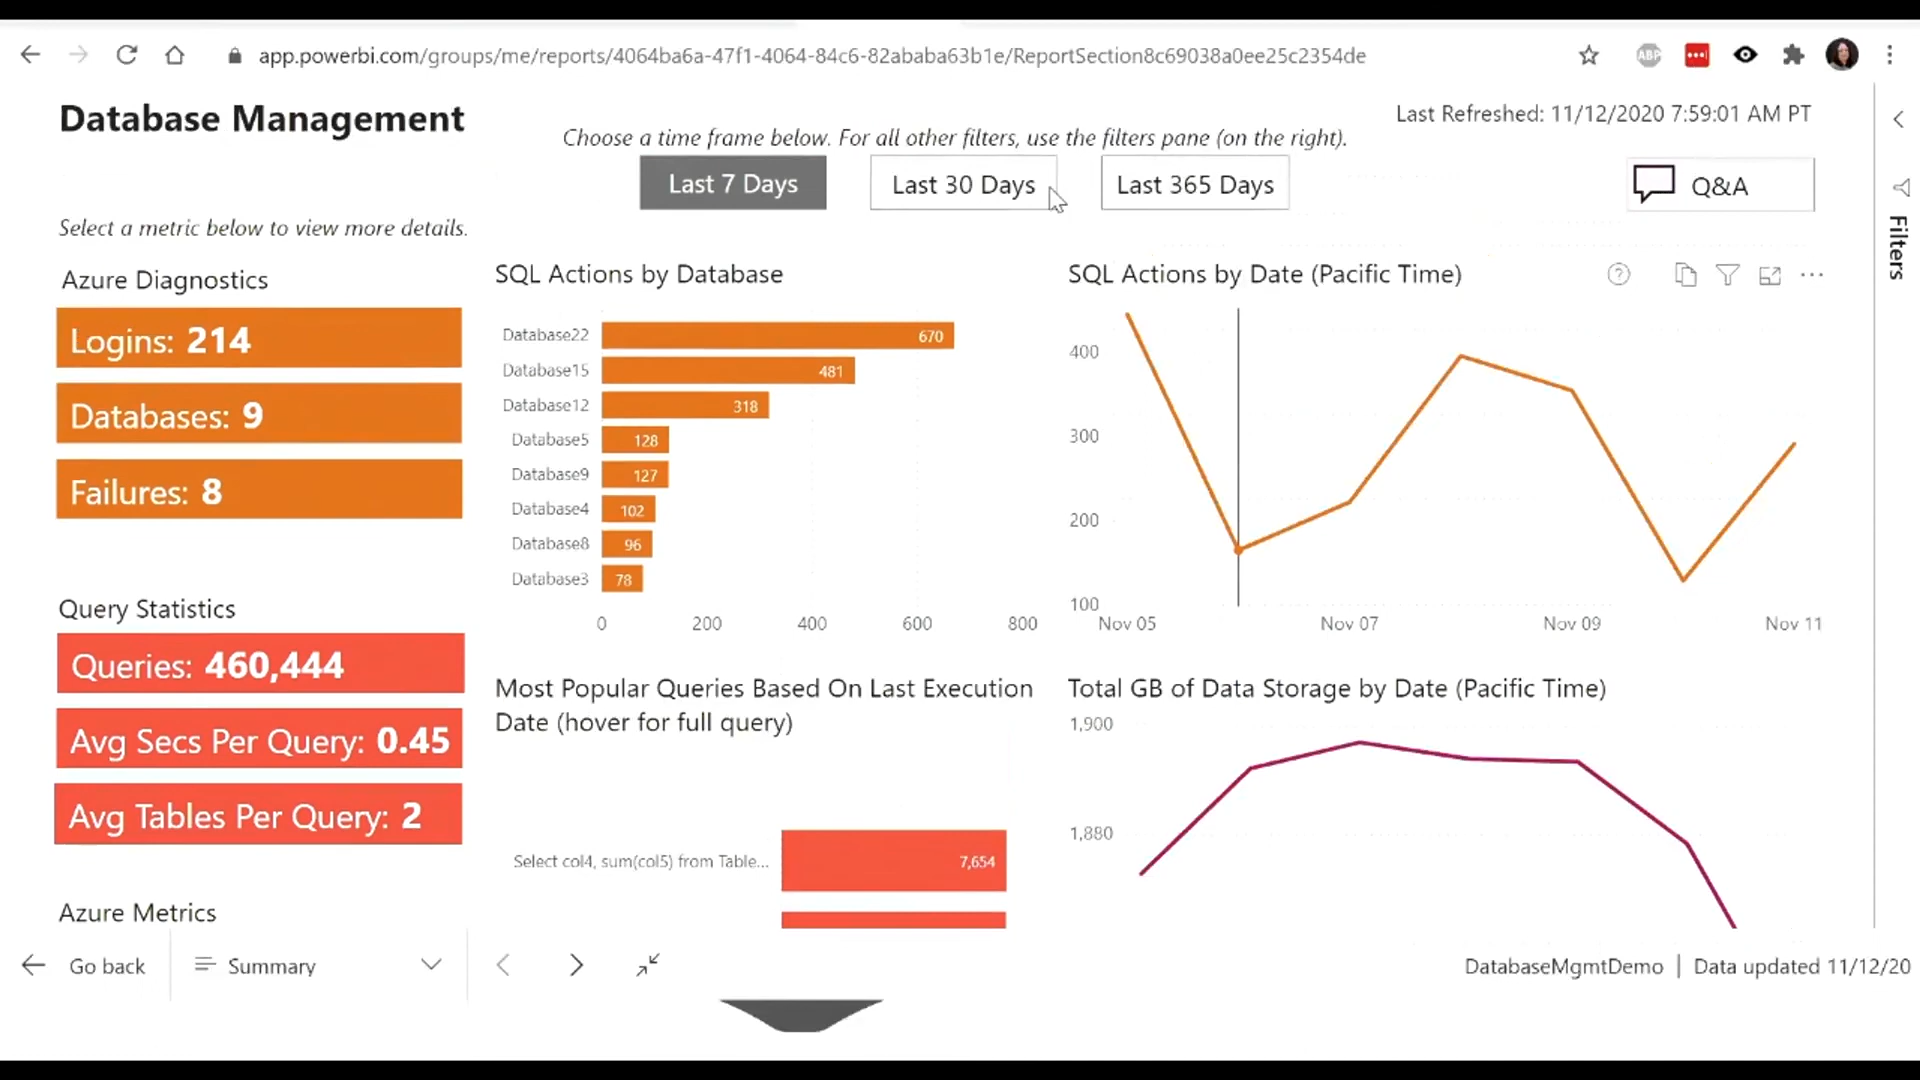 app.powerbi.com/groups/me/reports/4064ba6a-47f1-4064-84c6-82ababa63b1e/ReportSection8c69038a0ee25c2354de
ABP
Database Management
Last Refreshed: 11/12/2020 7:59:01 AM PT
Choose a time frame below. For all other filters, use the filters pane (on the right).
Last 7 Days
Last 30 Days
Last 365 Days
Q&A
Filters
Select a metric below to view more details.
Azure Diagnostics
Logins: 214
Databases: 9
Failures: 8
Query Statistics
Queries: 460,444
Avg Secs Per Query: 0.45
Avg Tables Per Query: 2
Azure Metrics
SQL Actions by Database
Database22 670
Database15 481
Database12 318
Database5 128
Database9 127
Database4 102
Database8 96
Database3 78
0 200 400 600 800
SQL Actions by Date (Pacific Time)
400
300
200
100
Nov 05 Nov 07 Nov 09 Nov 11
Most Popular Queries Based On Last Execution
Date (hover for full query)
Select col4, sum(col5) from Table... 7,654
Total GB of Data Storage by Date (Pacific Time)
1,900
1,880
Go back
Summary
DatabaseMgmtDemo | Data updated 11/12/20